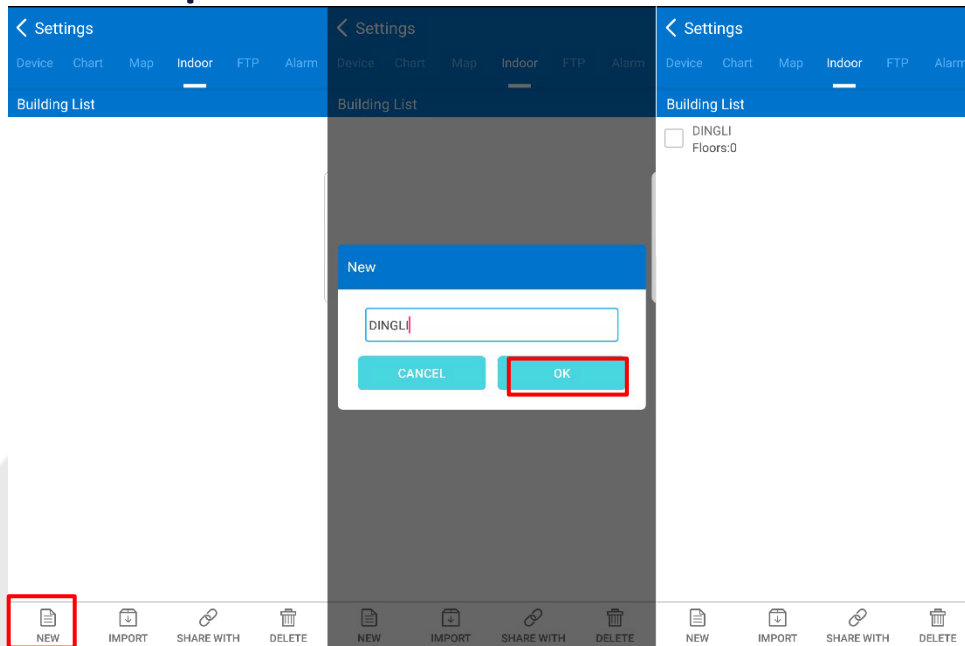 Settings
Device Chart Map Indoor FTP Alarm
Building List
NEW IMPORT SHARE WITH DELETE
Settings
Device Chart Map Indoor FTP Alarm
Building List
New
DINGLI
CANCEL OK
NEW IMPORT SHARE WITH DELETE
Settings
Device Chart Map Indoor FTP Alarm
Building List
DINGLI
Floors:0
NEW IMPORT SHARE WITH DELETE